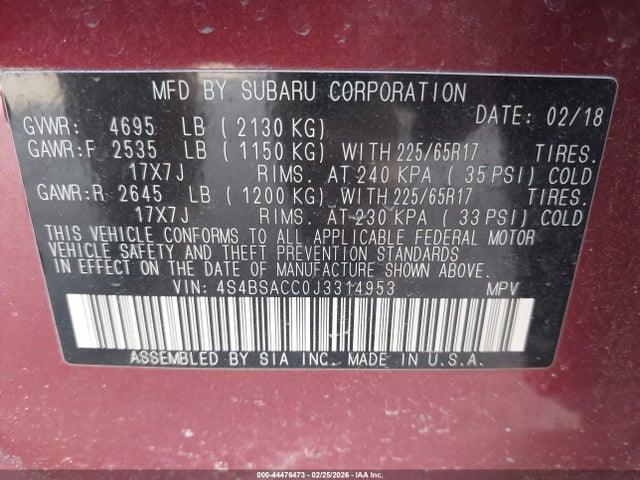 MFD BY SUBARU CORPORATION
DATE: 02/18
GVWR: 4695 LB (2130 KG)
GAWR:F 2535 LB (1150 KG) WITH 225/65R17 TIRES.
17X7J RIMS. AT 240 KPA (35 PSI) COLD
GAWR:R 2645 LB (1200 KG) WITH 225/65R17 TIRES.
17X7J RIMS. AT 230 KPA (33 PSI) COLD
THIS VEHICLE CONFORMS TO ALL APPLICABLE FEDERAL MOTOR
VEHICLE SAFETY AND THEFT PREVENTION STANDARDS
IN EFFECT ON THE DATE OF MANUFACTURE SHOWN ABOVE.
VIN: 4S4BSACC0J3314953 MPV
ASSEMBLED BY SIA INC. MADE IN U.S.A.
000-44476473 - 02/25/2026 - IAA Inc.